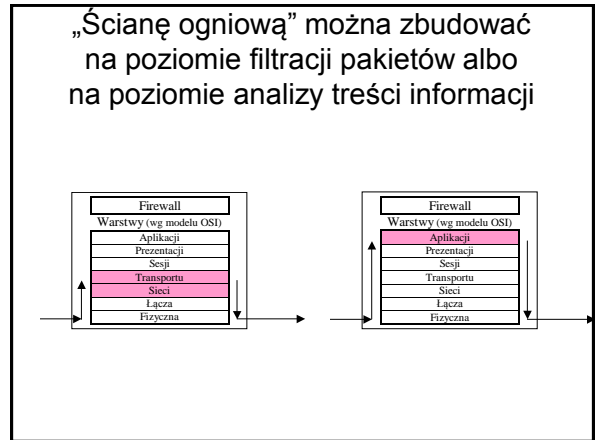 „Ścianę ogniową” można zbudować
na poziomie filtracji pakietów albo
na poziomie analizy treści informacji
Firewall
Warstwy (wg modelu OSI)
Aplikacji
Prezentacji
Sesji
Transportu
Sieci
Łącza
Fizyczna
Firewall
Warstwy (wg modelu OSI)
Aplikacji
Prezentacji
Sesji
Transportu
Sieci
Łącza
Fizyczna